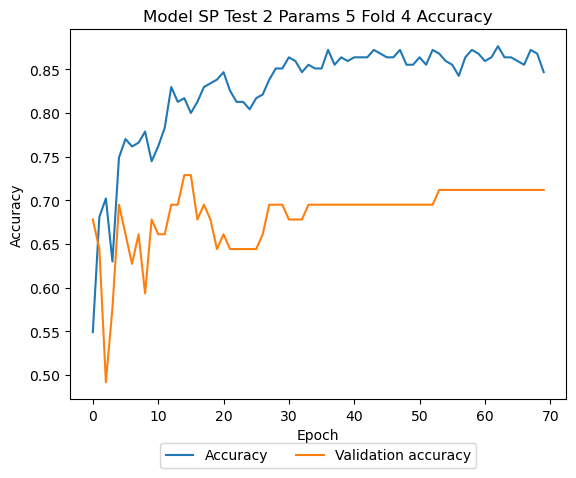 Model SP Test 2 Params 5 Fold 4 Accuracy
Accuracy
0.85
0.80
0.75
0.70
0.65
0.60
0.55
0.50
0 10 20 30 40 50 60 70
Epoch
Accuracy Validation accuracy